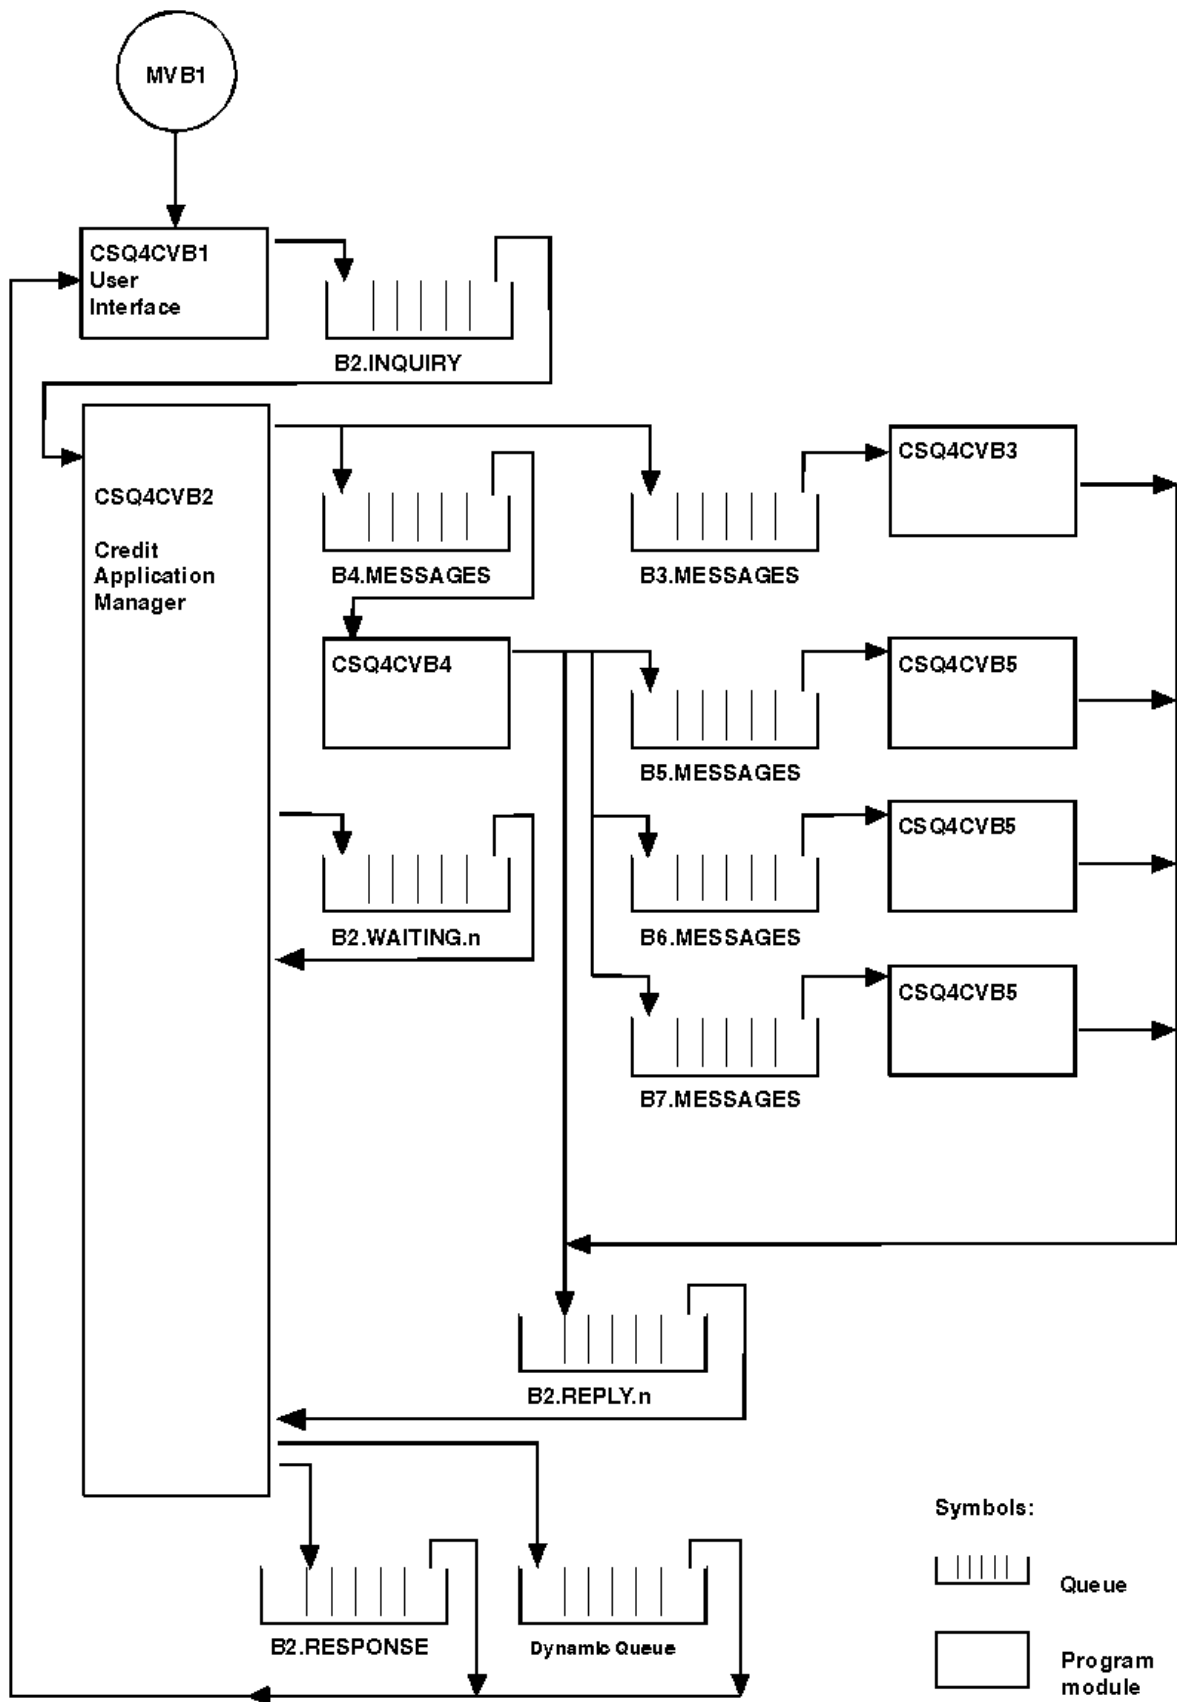 MVB1
CSQ4CVB1
User
Interface
B2.INQUIRY
CSQ4CVB2
Credit
Application
Manager
B4.MESSAGES
B3.MESSAGES
CSQ4CVB3
CSQ4CVB4
B5.MESSAGES
CSQ4CVB5
B2.WAITING.n
B6.MESSAGES
CSQ4CVB5
B7.MESSAGES
CSQ4CVB5
B2.REPLY.n
B2.RESPONSE
Dynamic Queue
Symbols:
Queue
Program
module